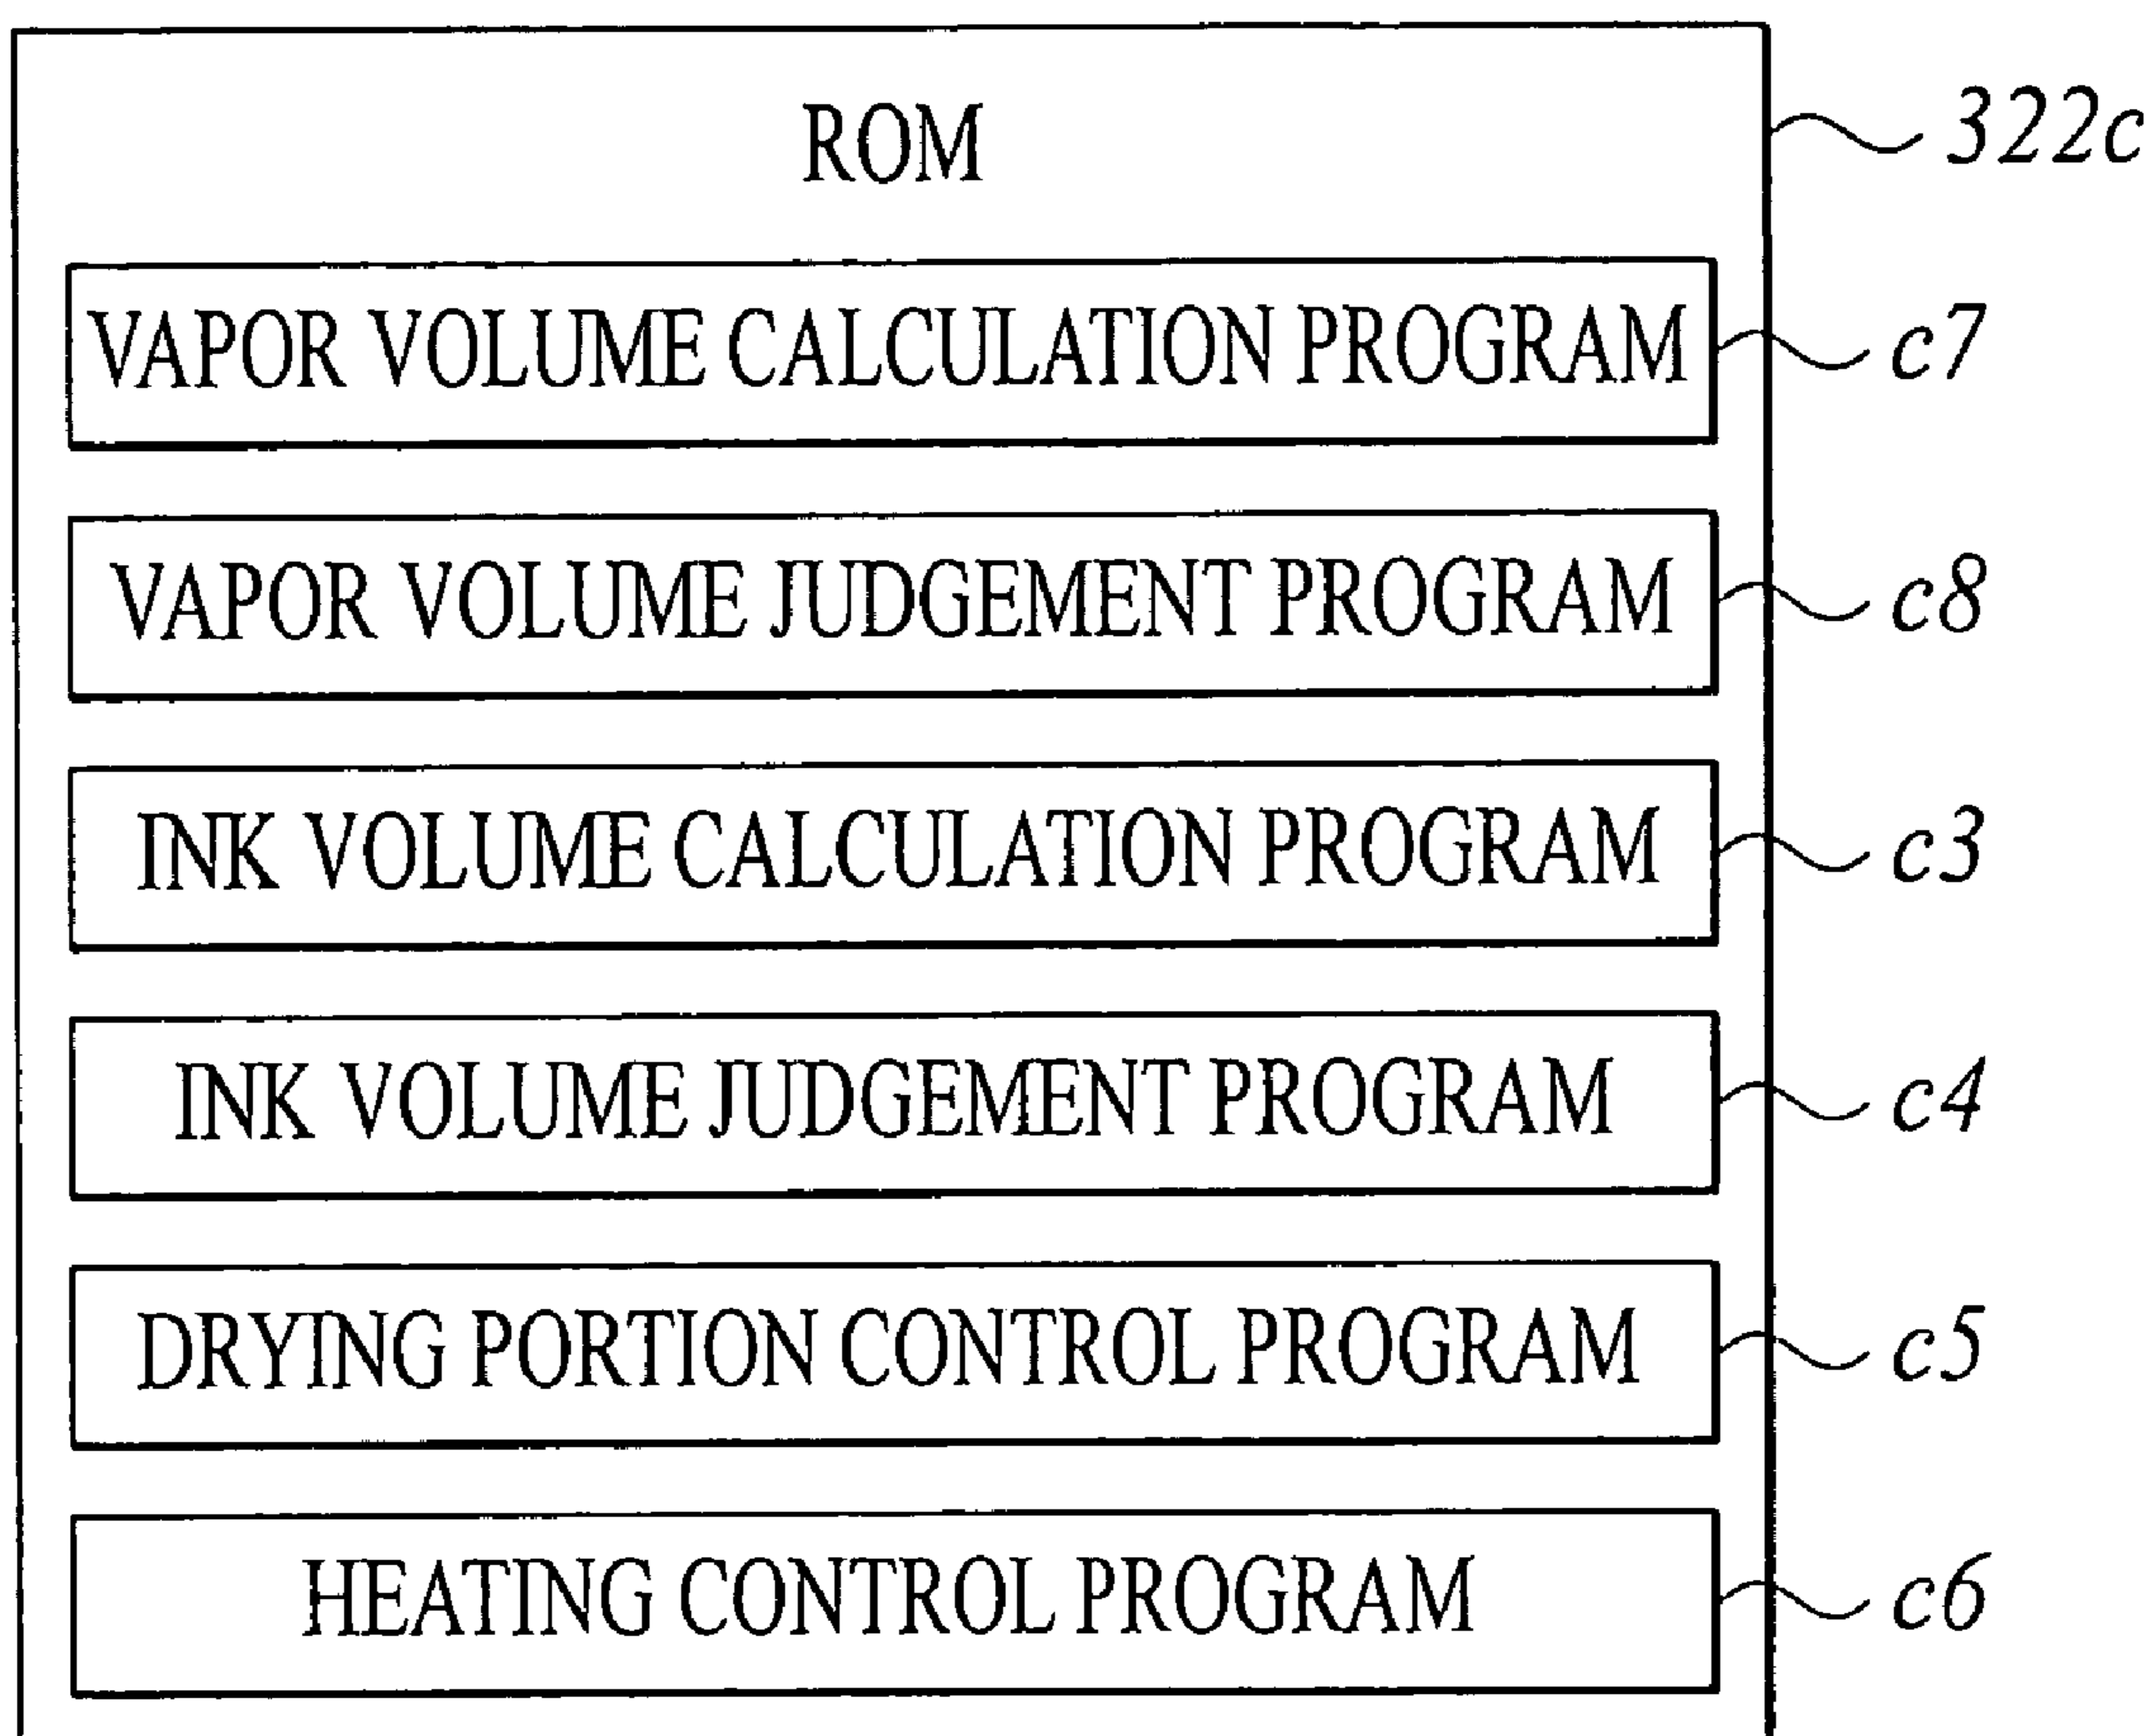 ROM 322c
VAPOR VOLUME CALCULATION PROGRAM c7
VAPOR VOLUME JUDGEMENT PROGRAM c8
INK VOLUME CALCULATION PROGRAM c3
INK VOLUME JUDGEMENT PROGRAM c4
DRYING PORTION CONTROL PROGRAM c5
HEATING CONTROL PROGRAM c6